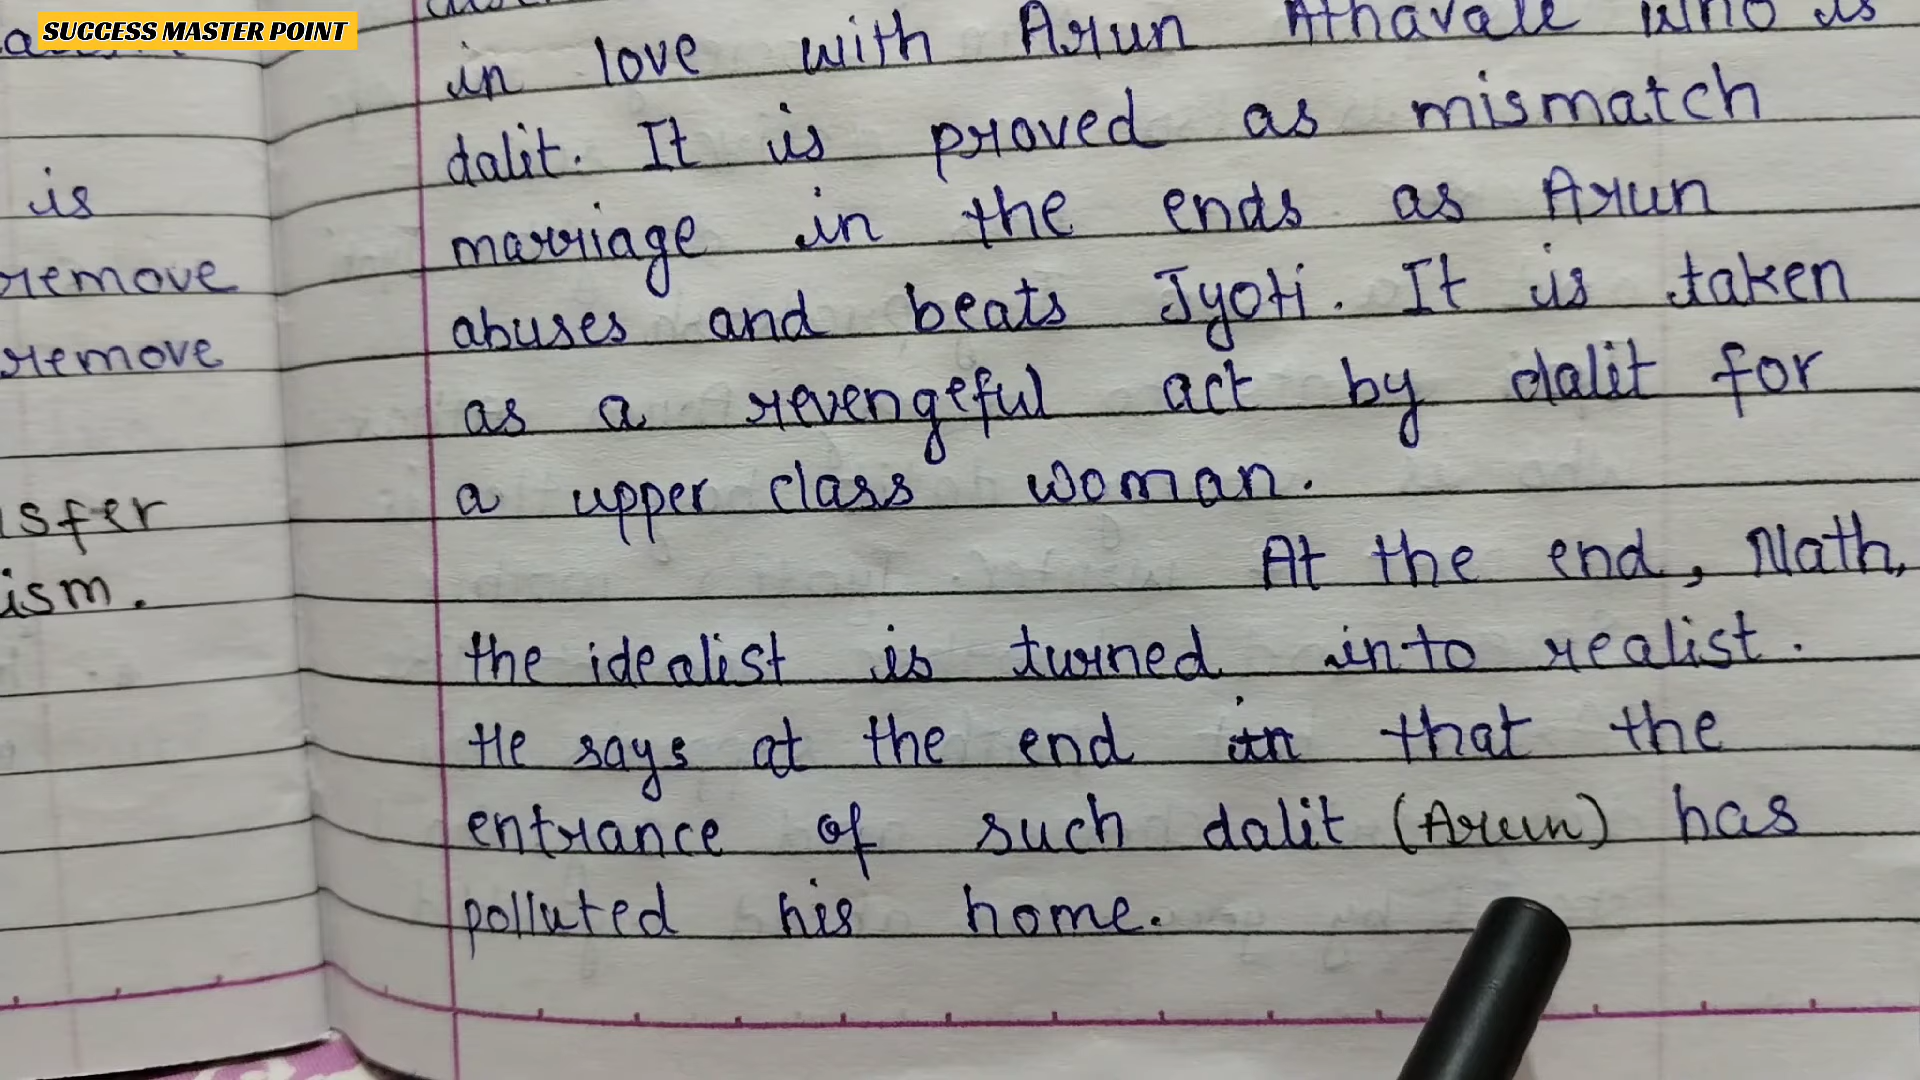 SUCCESS MASTER POINT
in love with Arun Athavale who is
dalit. It is proved as mismatch
marriage in the ends as Arun
abuses and beats Jyoti. It is taken
as a revengeful act by dalit for
a upper class woman.
At the end, Nath,
the idealist is turned into realist.
He says at the end in that the
entrance of such dalit (Arun) has
polluted his home.
is
remove
remove
sfer
ism.